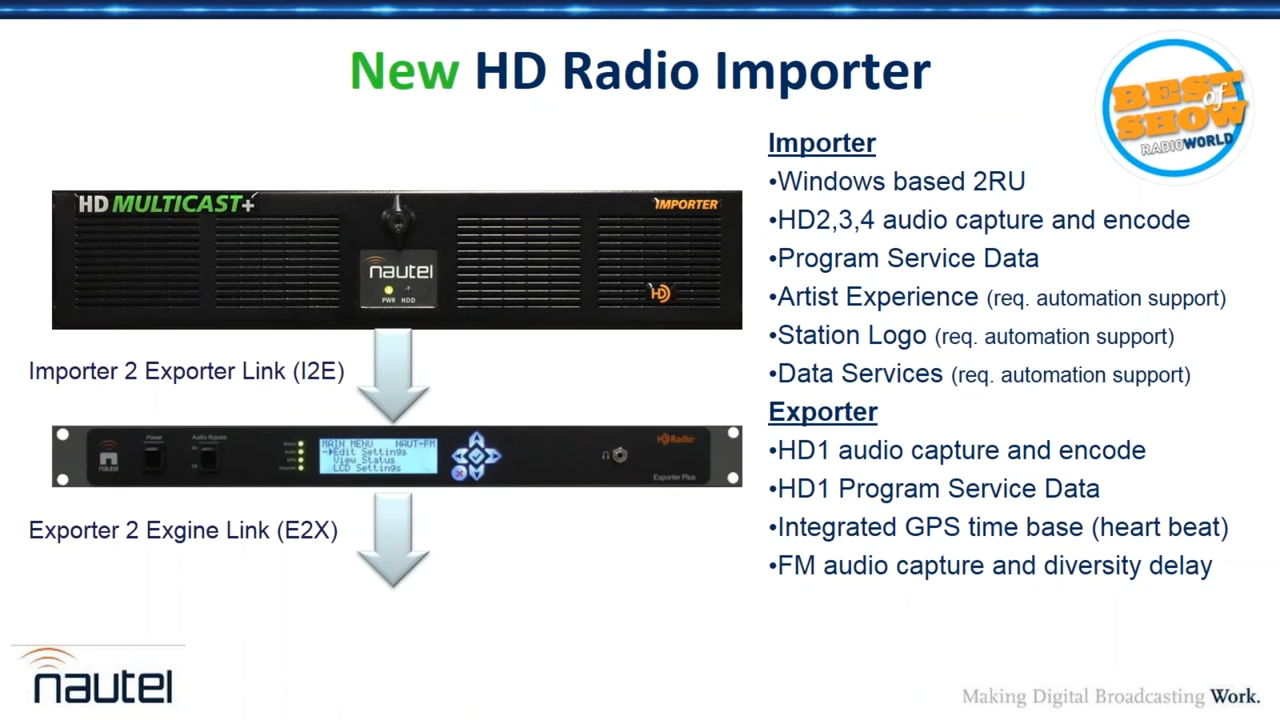 New HD Radio Importer
BEST
of
SHOW
RADIOWORLD
Importer
•Windows based 2RU
•HD2,3,4 audio capture and encode
•Program Service Data
•Artist Experience (req. automation support)
•Station Logo (req. automation support)
•Data Services (req. automation support)
Exporter
•HD1 audio capture and encode
•HD1 Program Service Data
•Integrated GPS time base (heart beat)
•FM audio capture and diversity delay
HD MULTICAST+
IMPORTER
nautel
PWR HDD
HD
Importer 2 Exporter Link (I2E)
nautel
Power
Audio Bypass
Status
Audio
GPS
Importer
MAIN MENU NAUT-FM
Edit Settings
View Status
LCD Settings
HD Radio
Exporter Plus
Exporter 2 Exgine Link (E2X)
nautel
Making Digital Broadcasting Work.